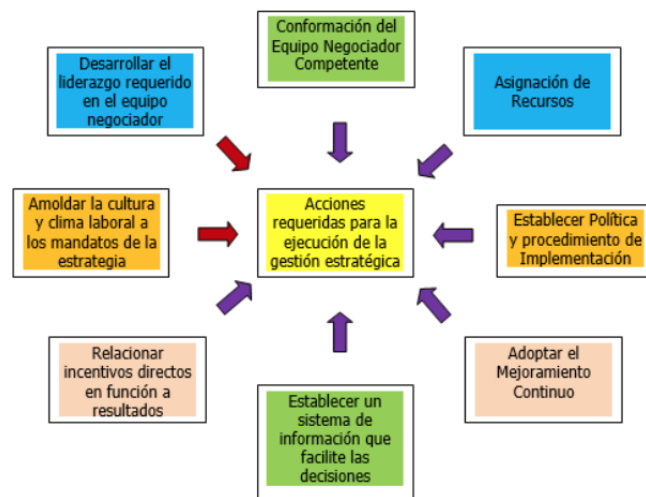 Conformación del
Equipo Negociador
Competente
Desarrollar el
liderazgo requerido
en el equipo
negociador
Asignación de
Recursos
Amoldar la cultura
y clima laboral a
los mandatos de la
estrategia
Acciones
requeridas para la
ejecución de la
gestión estratégica
Establecer Política
y procedimiento de
Implementación
Relacionar
incentivos directos
en función a
resultados
Adoptar el
Mejoramiento
Continuo
Establecer un
sistema de
información que
facilite las
decisiones